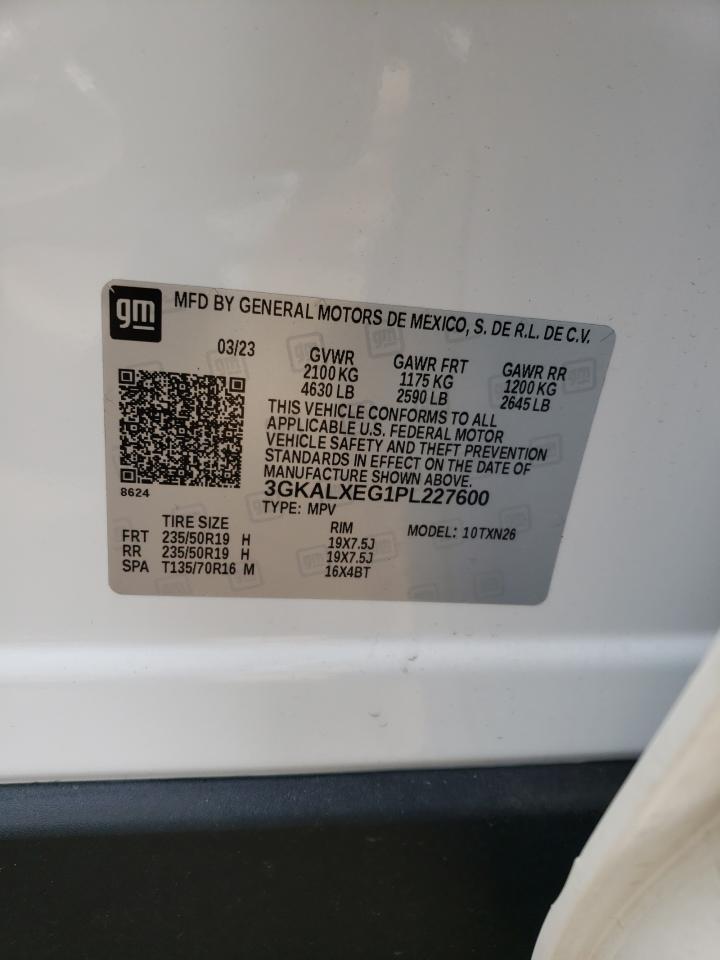 gm MFD BY GENERAL MOTORS DE MEXICO, S. DE R.L. DE C.V.
03/23 GVWR GAWR FRT GAWR RR
2100 KG 1175 KG 1200 KG
4630 LB 2590 LB 2645 LB
THIS VEHICLE CONFORMS TO ALL
APPLICABLE U.S. FEDERAL MOTOR
VEHICLE SAFETY AND THEFT PREVENTION
STANDARDS IN EFFECT ON THE DATE OF
MANUFACTURE SHOWN ABOVE.
8624 3GKALXEG1PL227600
TYPE: MPV MODEL: 10TXN26
TIRE SIZE RIM
FRT 235/50R19 H 19X7.5J
RR 235/50R19 H 19X7.5J
SPA T135/70R16 M 16X4BT